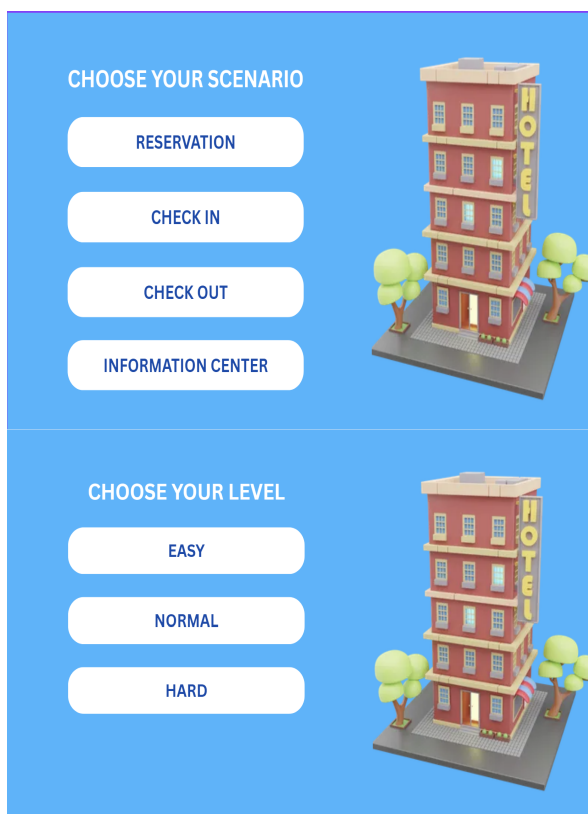 CHOOSE YOUR SCENARIO
RESERVATION
CHECK IN
CHECK OUT
INFORMATION CENTER
HOTEL
CHOOSE YOUR LEVEL
EASY
NORMAL
HARD
HOTEL